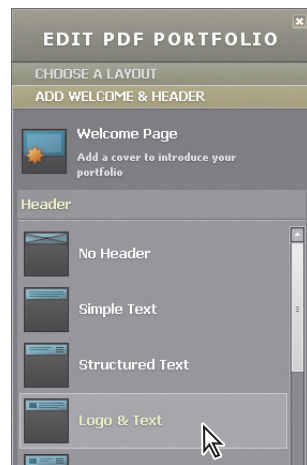 EDIT PDF PORTFOLIO
CHOOSE A LAYOUT
ADD WELCOME & HEADER
Welcome Page
Add a cover to introduce your
portfolio
Header
No Header
Simple Text
Structured Text
Logo & Text